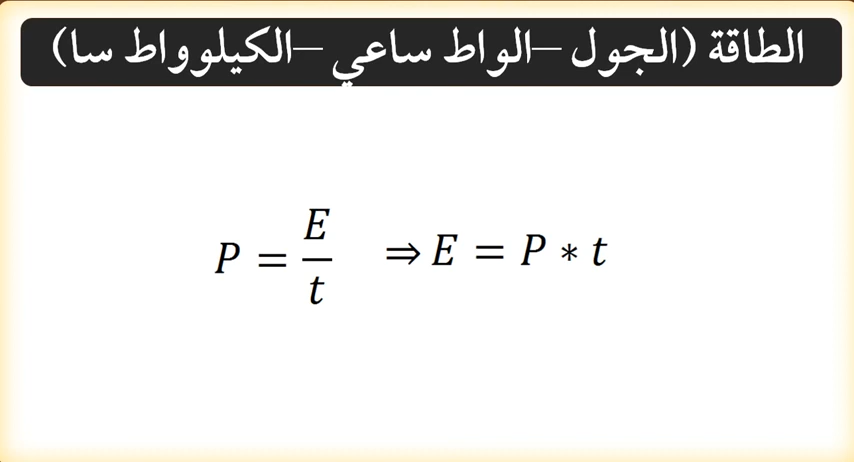 الطاقة (الجول –الواط ساعي –الكيلوواط سا)
P = E/t ⇒ E = P * t